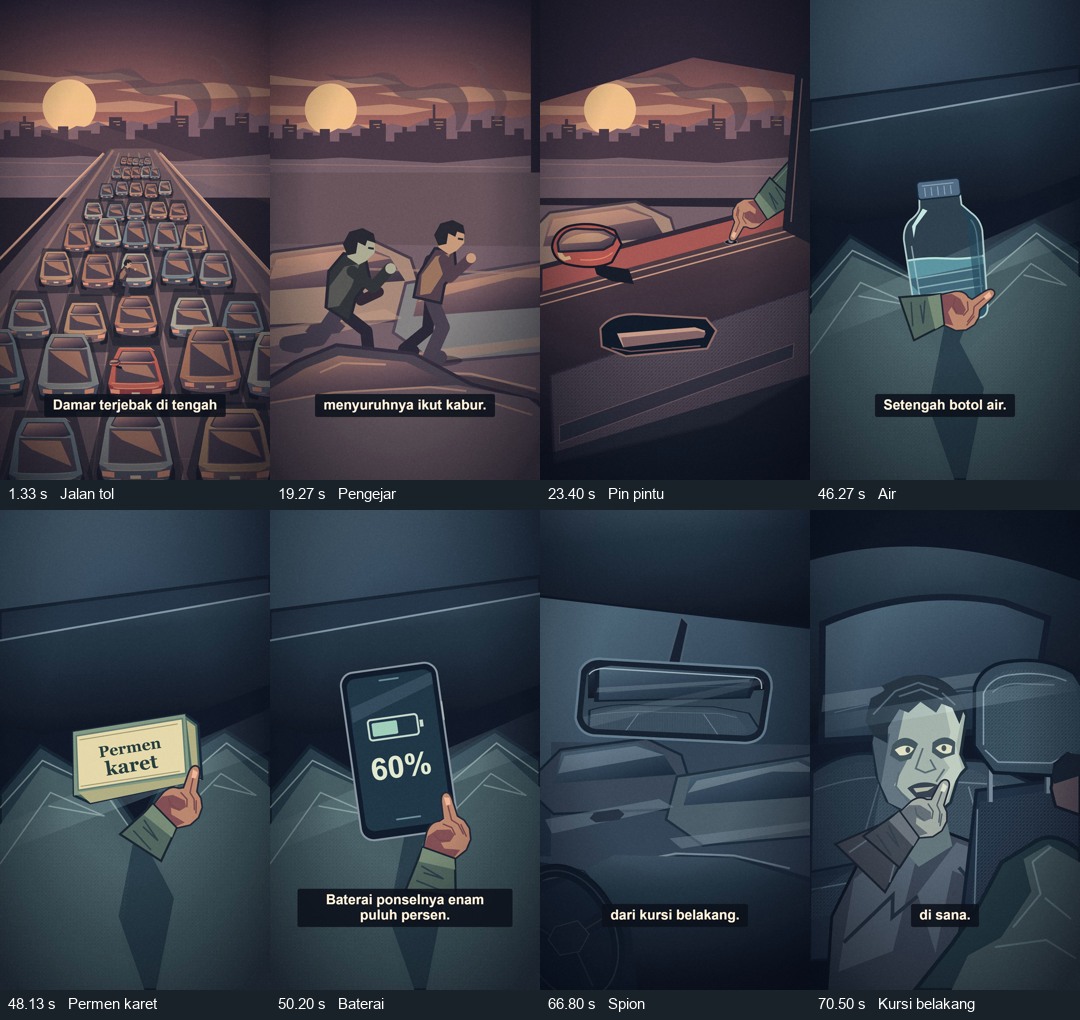 Damar terjebak di tengah
menyuruhnya ikut kabur.
Setengah botol air.
1.33 s Jalan tol
19.27 s Pengejar
23.40 s Pin pintu
46.27 s Air
Permen
karet
60%
Baterai ponselnya enam
puluh persen.
dari kursi belakang.
di sana.
48.13 s Permen karet
50.20 s Baterai
66.80 s Spion
70.50 s Kursi belakang